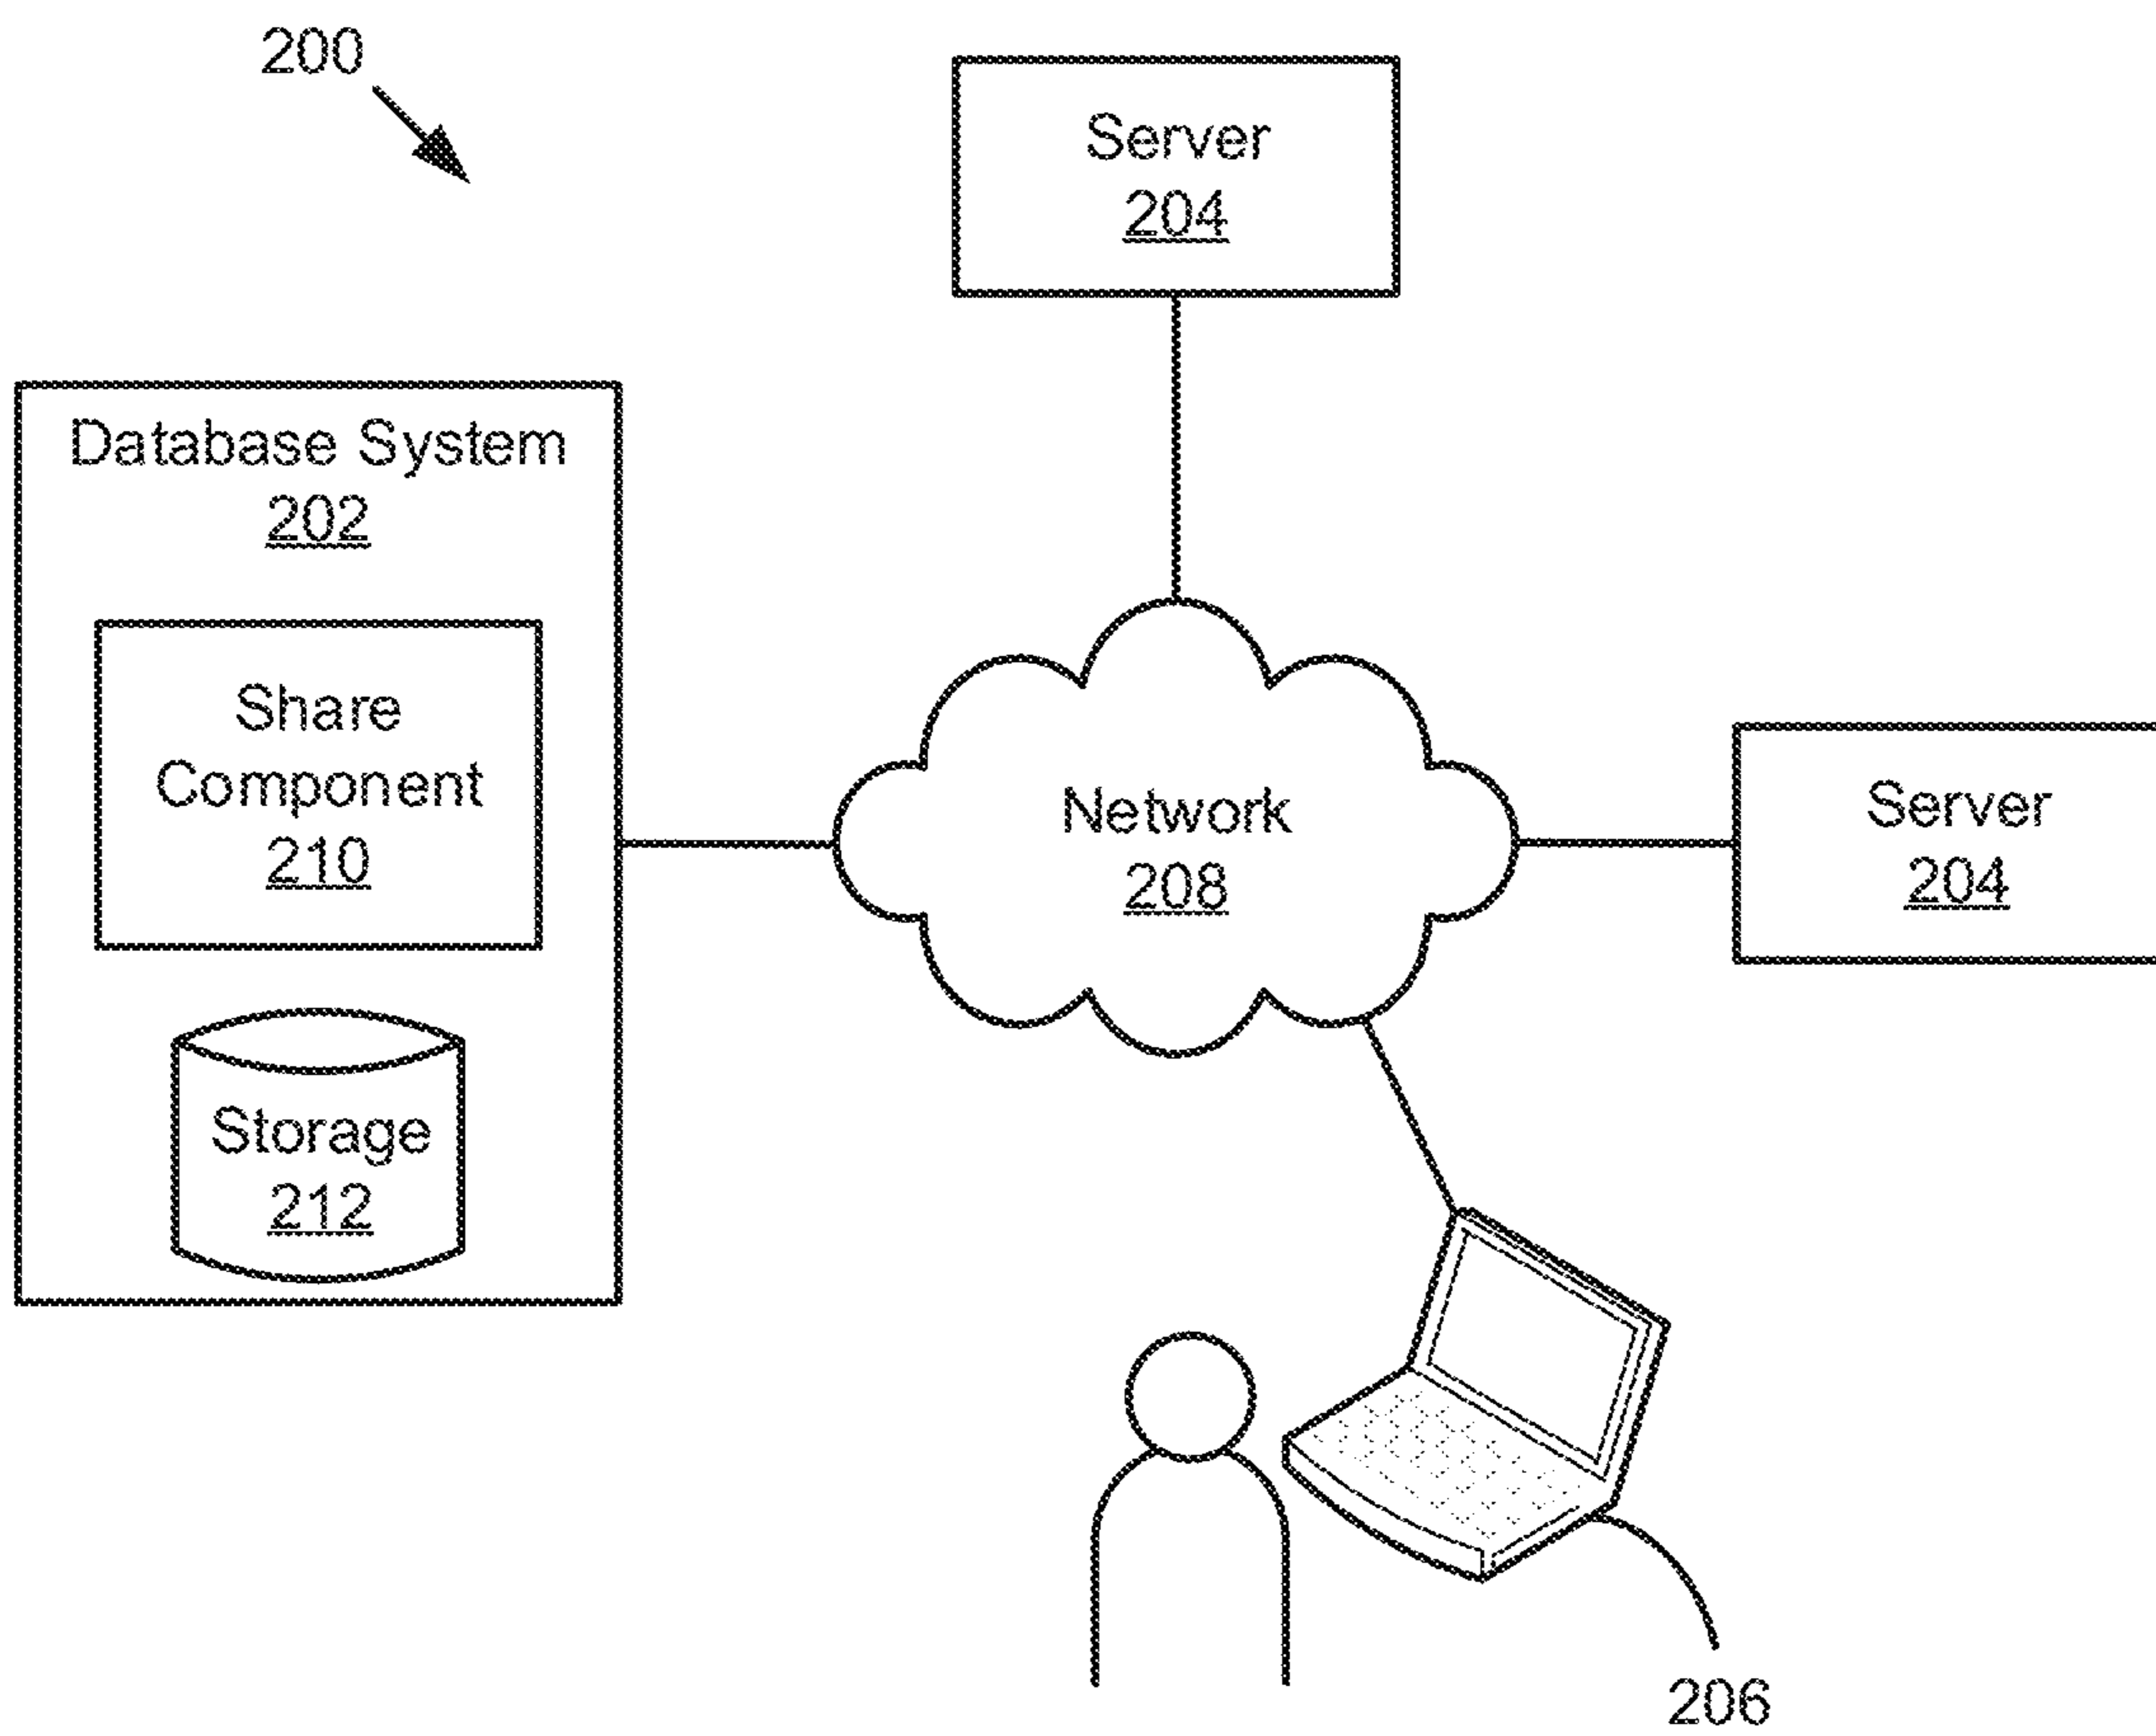 200
Server
204
Database System
202
Share
Component
210
Storage
212
Network
208
Server
204
206